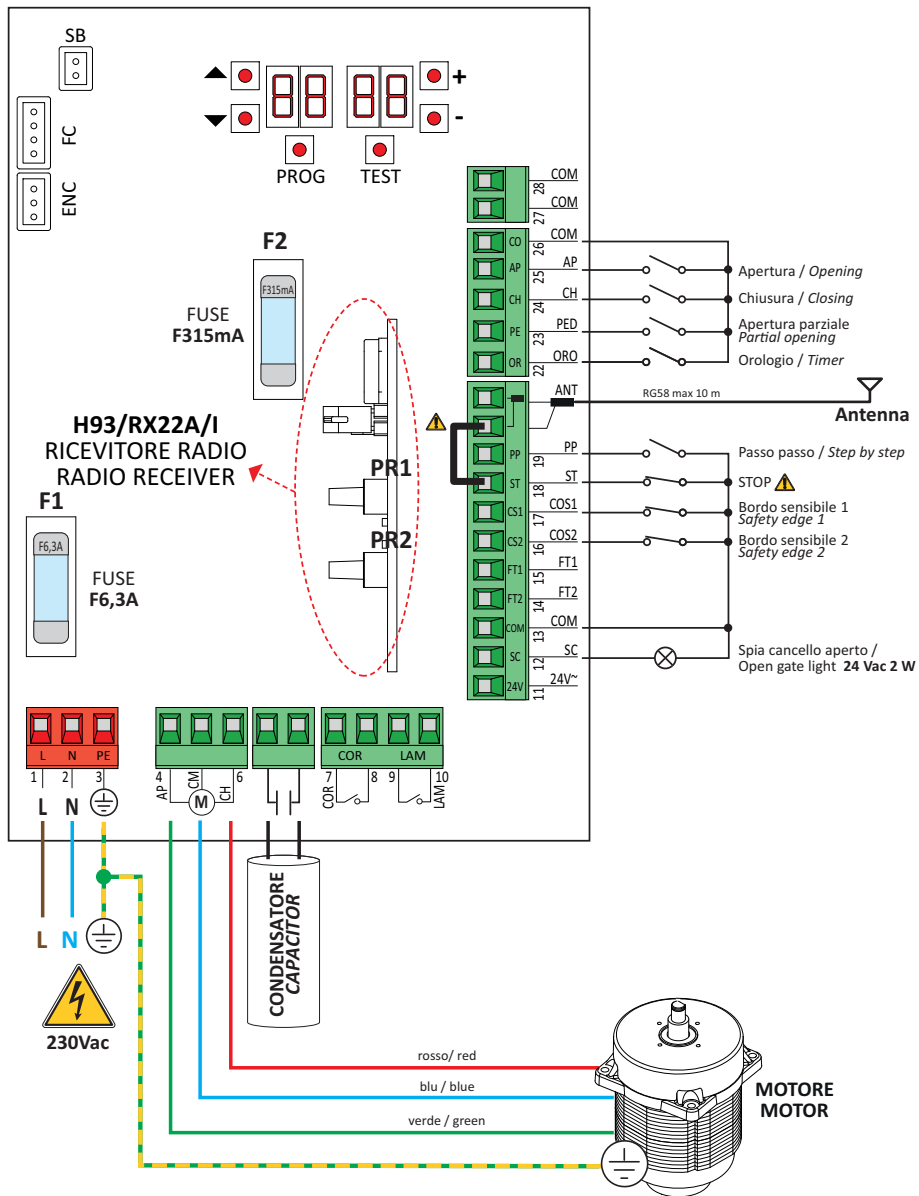 SB
FC
ENC
+
-
PROG
TEST
F2
F315mA
FUSE
F315mA
H93/RX22A/I
RICEVITORE RADIO
RADIO RECEIVER
PR1
PR2
F1
F6,3A
FUSE
F6,3A
28 COM
27 COM
CO 26 COM
AP 25 AP
Apertura / Opening
CH 24 CH
Chiusura / Closing
PE 23 PED
Apertura parziale
Partial opening
OR 22 ORO
Orologio / Timer
ANT
RG58 max 10 m
Antenna
PP 19 PP
Passo passo / Step by step
ST 18 ST
STOP
CS1 17 COS1
Bordo sensibile 1
Safety edge 1
CS2 16 COS2
Bordo sensibile 2
Safety edge 2
FT1 15 FT1
FT2 14 FT2
COM 13 COM
SC 12 SC
Spia cancello aperto /
Open gate light 24 Vac 2 W
24V 11 24V~
L N PE
COR LAM
1 2 3
4 6
7 8 9 10
AP CM CH
M
COR
LAM
L N
L N
230Vac
CONDENSATORE
CAPACITOR
rosso/ red
blu / blue
verde / green
MOTORE
MOTOR